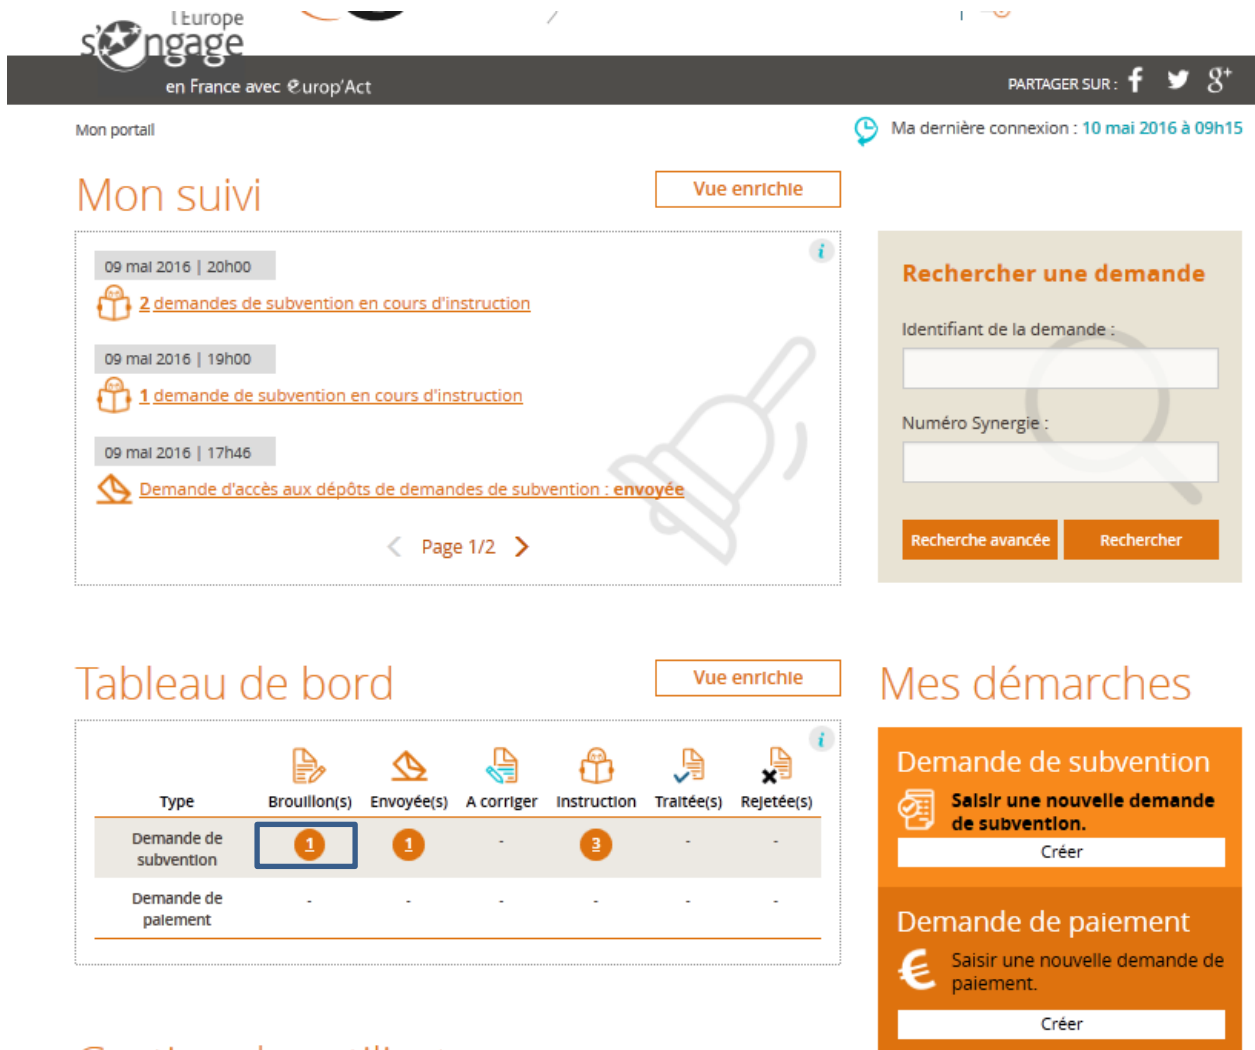 l'Europe
s'engage
en France avec europ'Act
PARTAGER SUR : f g+
Mon portail
Ma dernière connexion : 10 mai 2016 à 09h15
Mon suivi
Vue enrichie
i
09 mai 2016 | 20h00
2 demandes de subvention en cours d'instruction
09 mai 2016 | 19h00
1 demande de subvention en cours d'instruction
09 mai 2016 | 17h46
Demande d'accès aux dépôts de demandes de subvention : envoyée
Page 1/2
Rechercher une demande
Identifiant de la demande :
Numéro Synergie :
Recherche avancée Rechercher
Tableau de bord
Vue enrichie
i
Type Brouillon(s) Envoyée(s) A corriger Instruction Traitée(s) Rejetée(s)
Demande de
subvention 1 1 - 3 - -
Demande de
paiement - - - - - -
Mes démarches
Demande de subvention
Saisir une nouvelle demande
de subvention.
Créer
Demande de paiement
€ Saisir une nouvelle demande de
paiement.
Créer